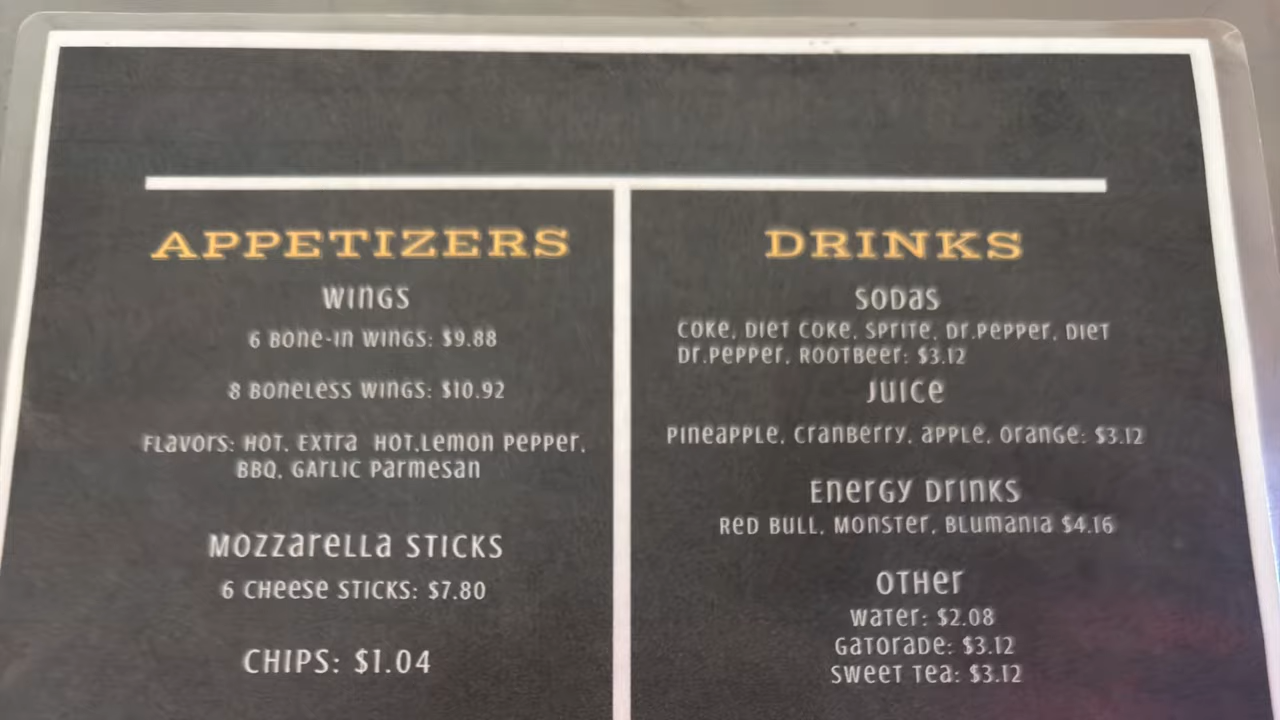 APPETIZERS
WINGS
6 BONE-IN WINGS: $9.88
8 BONELESS WINGS: $10.92
FLAVORS: HOT, EXTRA HOT,LEMON PEPPER,
BBQ, GARLIC PARMESAN
MOZZARELLA STICKS
6 CHEESE STICKS: $7.80
CHIPS: $1.04
DRINKS
SODAS
COKE, DIET COKE, SPRITE, DR.PEPPER, DIET
DR.PEPPER, ROOTBEER: $3.12
JUICE
PINEAPPLE, CRANBERRY, APPLE, ORANGE: $3.12
ENERGY DRINKS
RED BULL, MONSTER, BLUMANIA $4.16
OTHER
WATER: $2.08
GATORADE: $3.12
SWEET TEA: $3.12